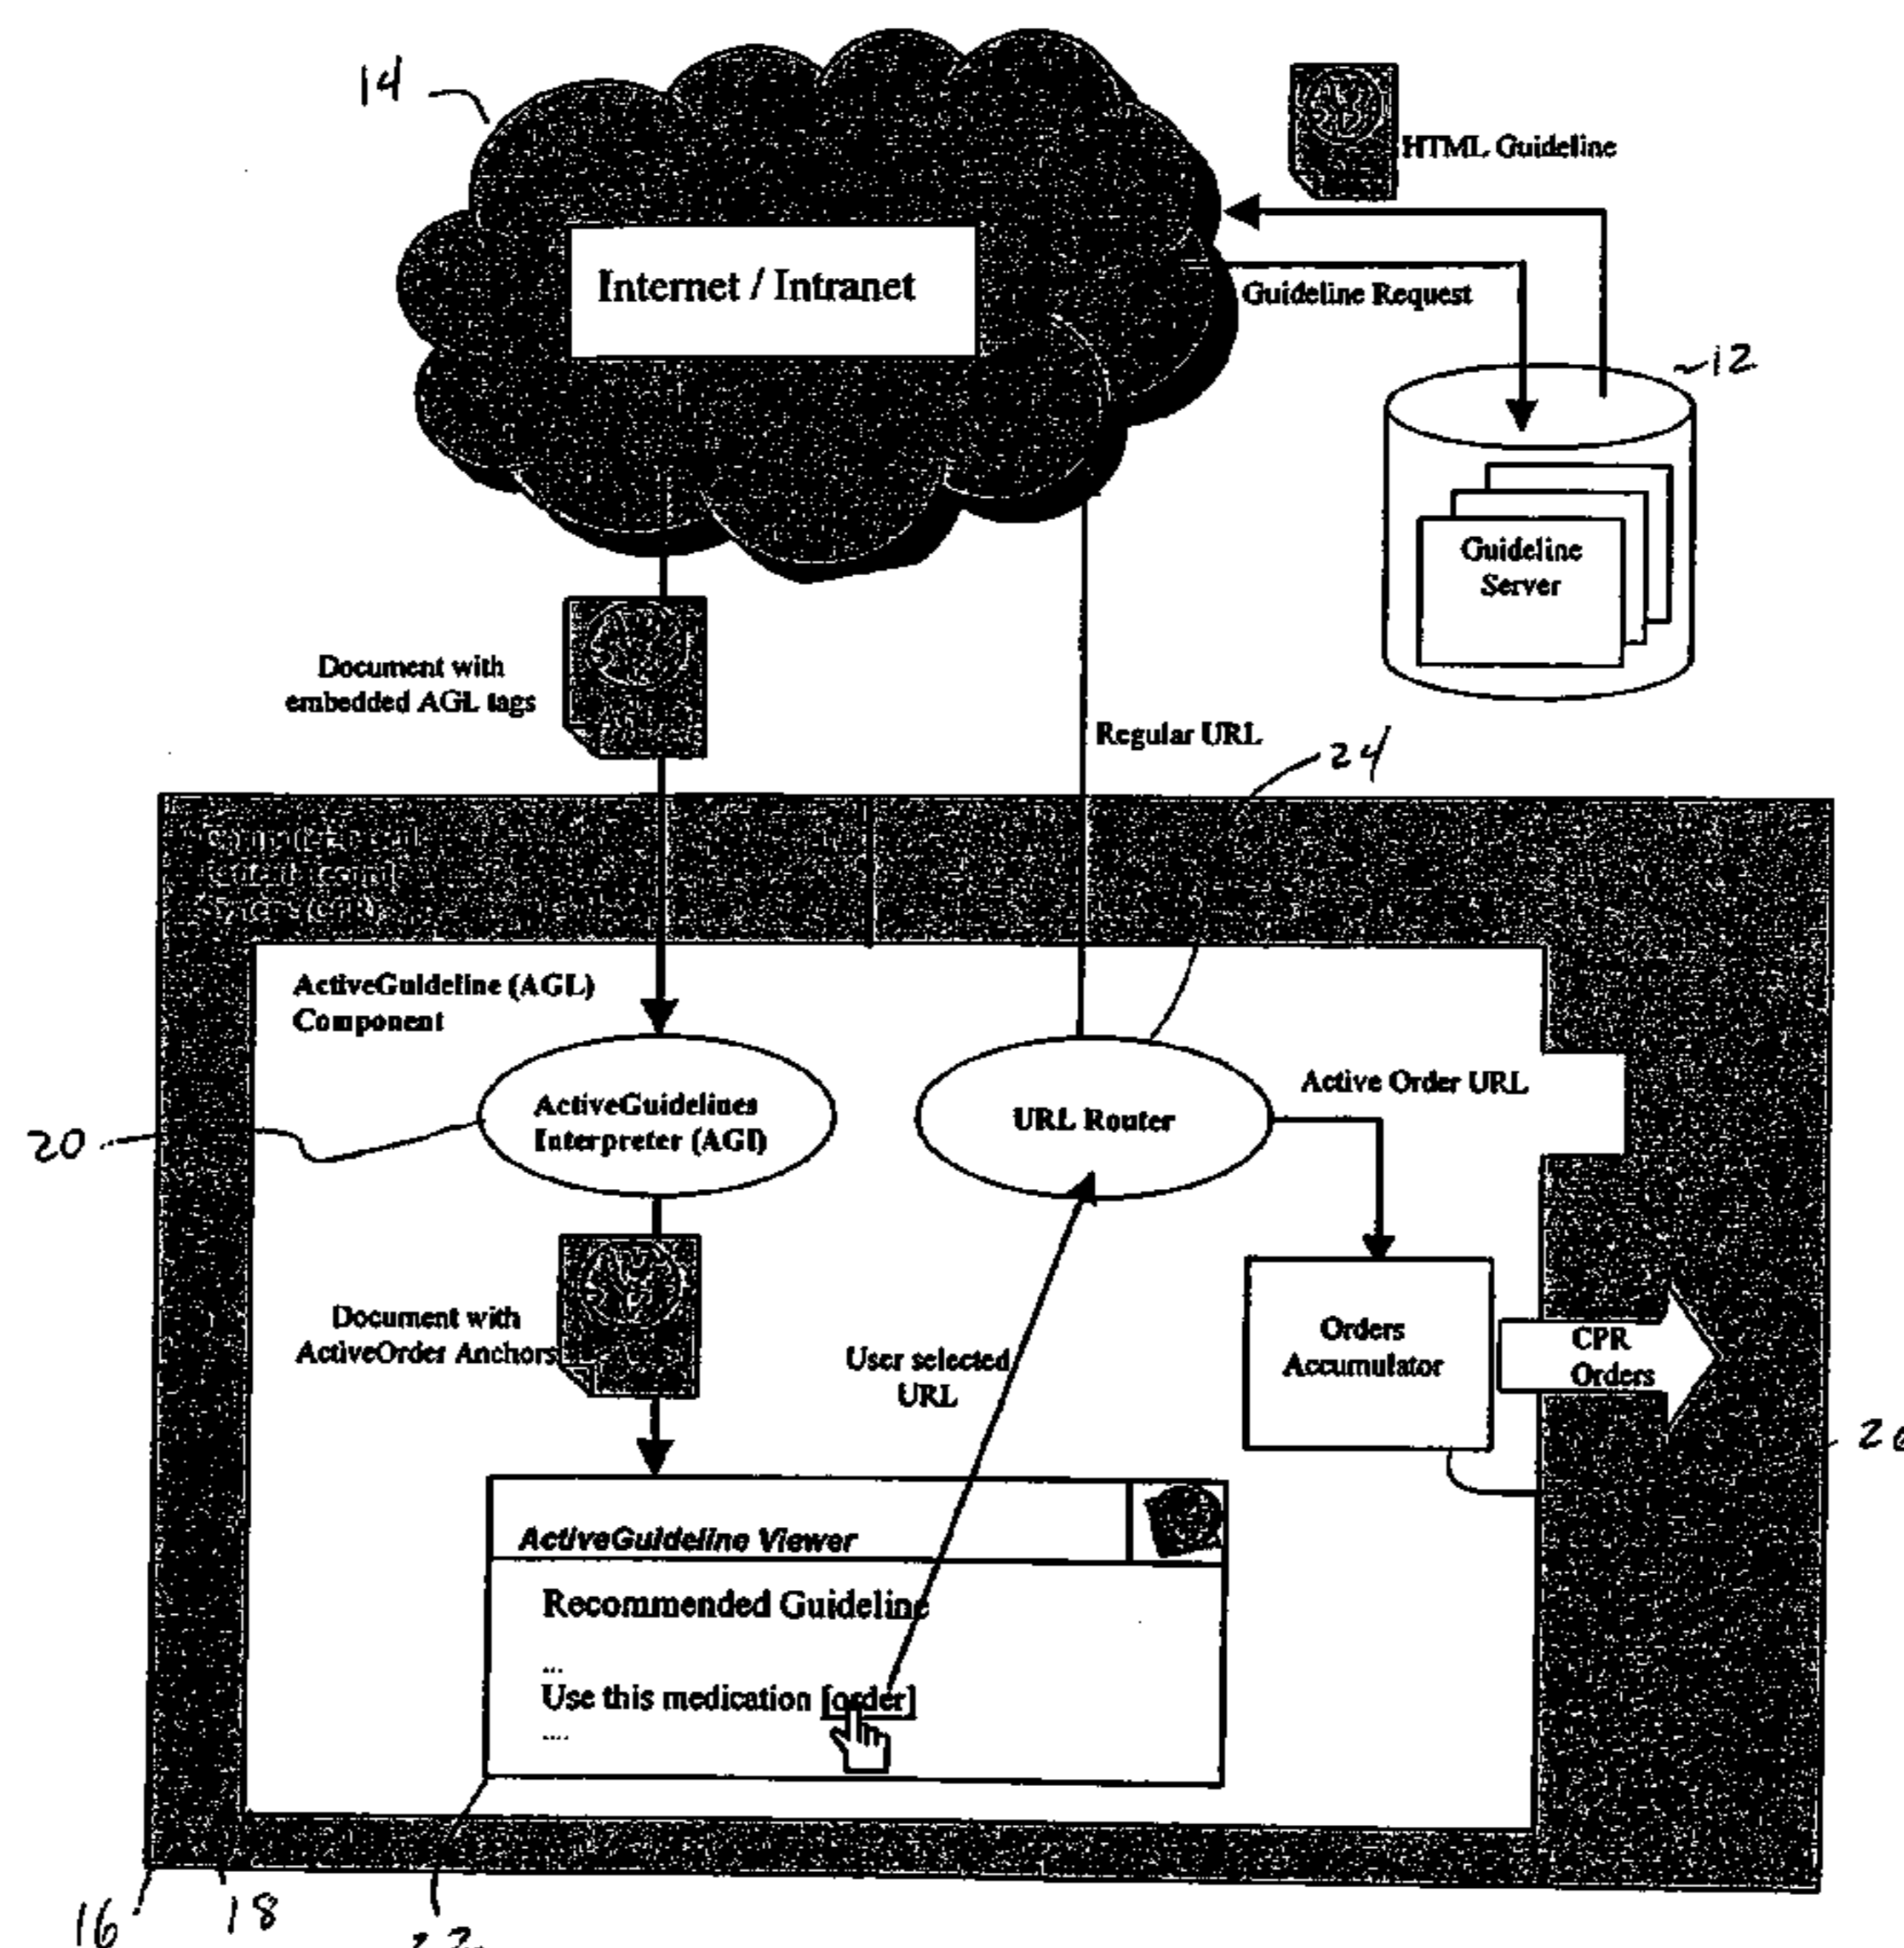 14
HTML Guideline
Internet / Intranet
Guideline Request
12
Guideline
Server
Document with
embedded AGL tags
Regular URL
24
ActiveGuideline (AGL)
Component
ActiveGuidelines
Interpreter (AGI)
URL Router
Active Order URL
20
Document with
ActiveOrder Anchors
User selected
URL
Orders
Accumulator
CPR
Orders
ActiveGuideline Viewer
Recommended Guideline
...
Use this medication [order]
....
16
18